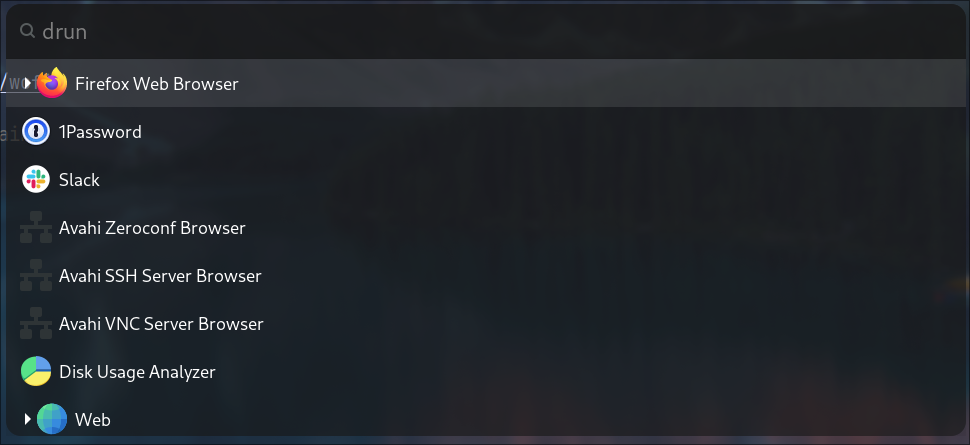 drun
Firefox Web Browser
1Password
Slack
Avahi Zeroconf Browser
Avahi SSH Server Browser
Avahi VNC Server Browser
Disk Usage Analyzer
Web